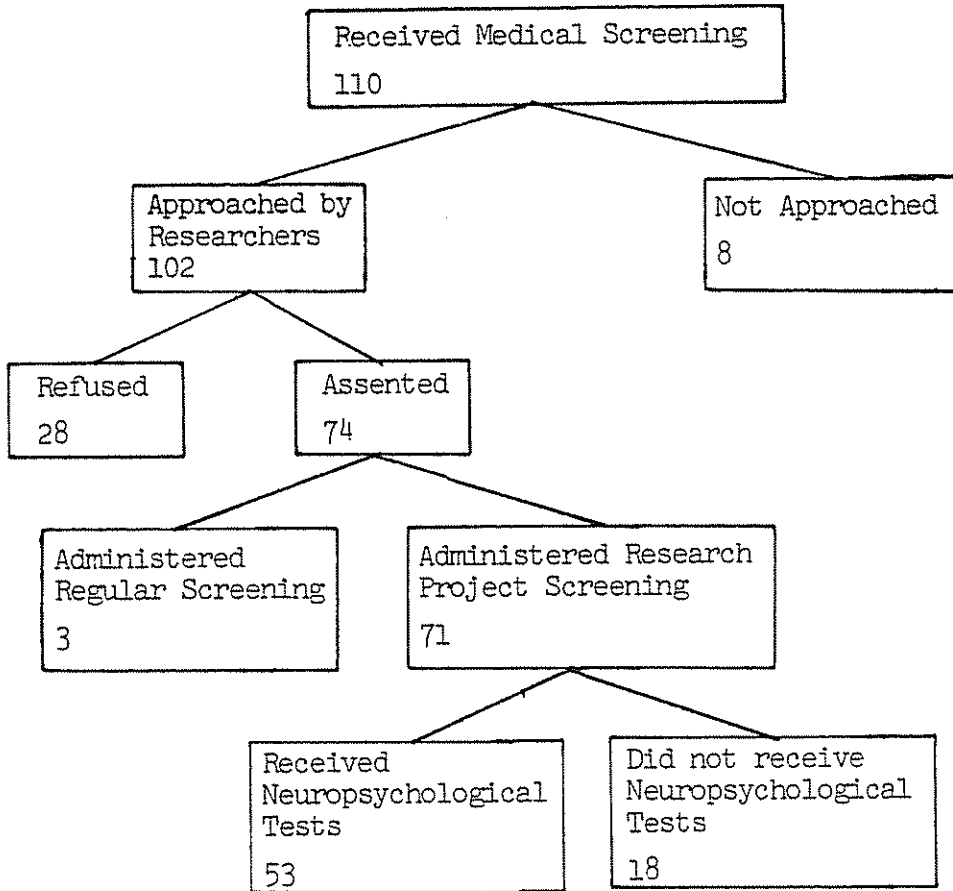 Received Medical Screening
110
Approached by
Researchers
102
Not Approached
8
Refused
28
Assented
74
Administered
Regular Screening
3
Administered Research
Project Screening
71
Received
Neuropsychological
Tests
53
Did not receive
Neuropsychological
Tests
18